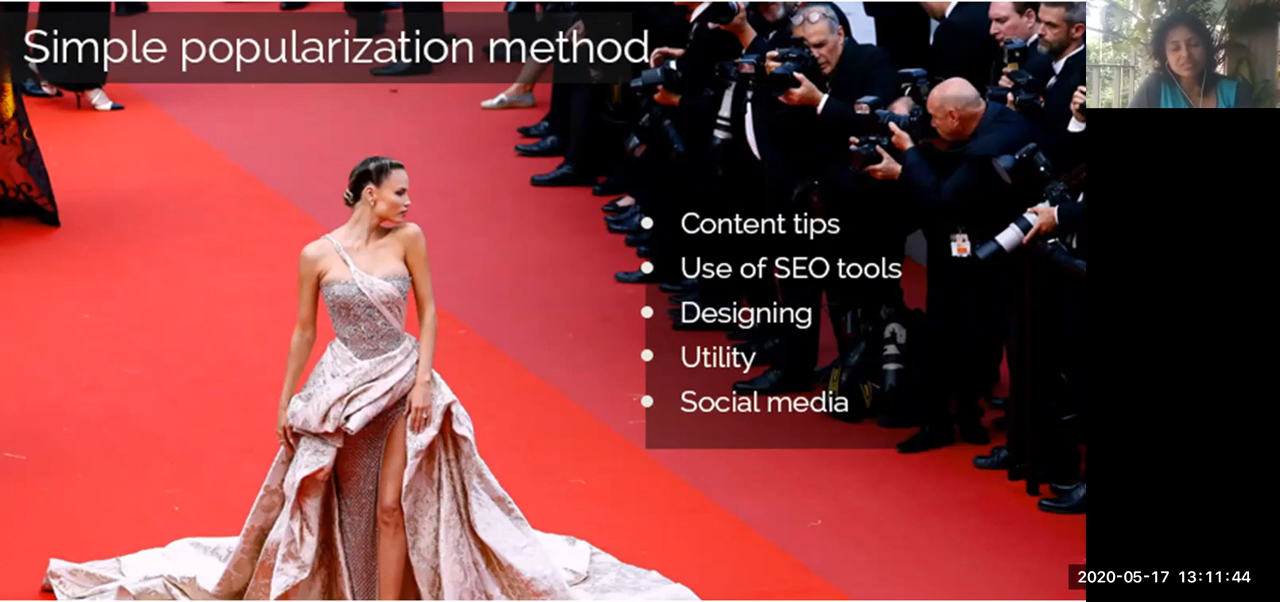 Simple popularization method
Content tips
Use of SEO tools
Designing
Utility
Social media
2020-05-17 13:11:44